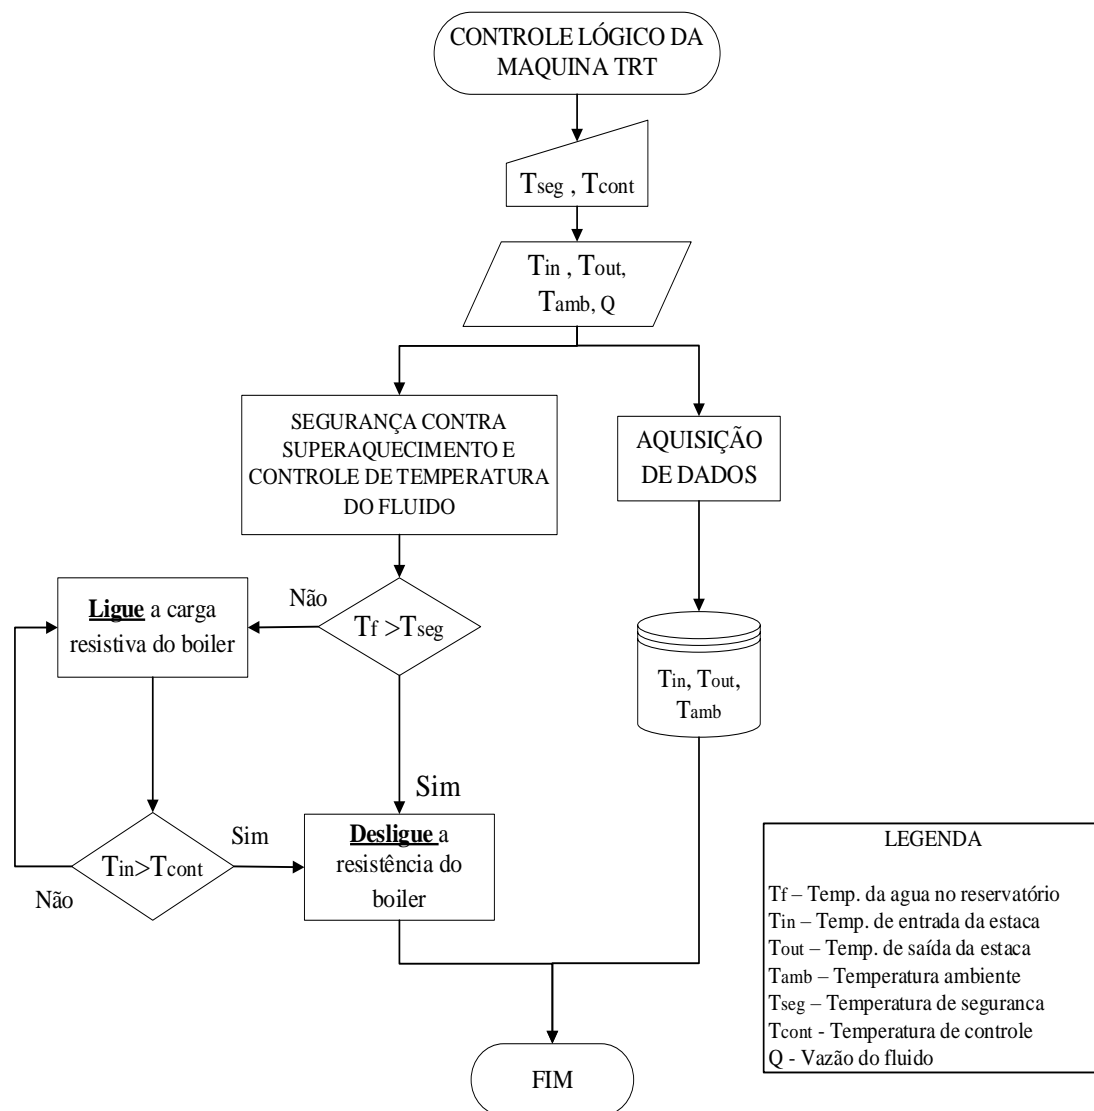 CONTROLE LÓGICO DA
MAQUINA TRT
Tseg , Tcont
Tin , Tout,
Tamb, Q
SEGURANÇA CONTRA
SUPERAQUECIMENTO E
CONTROLE DE TEMPERATURA
DO FLUIDO
AQUISIÇÃO
DE DADOS
Ligue a carga
resistiva do boiler
Não
Tf >Tseg
Tin, Tout,
Tamb
Sim
Tin>Tcont
Não
Sim
Desligue a
resistência do
boiler
FIM
LEGENDA
Tf – Temp. da agua no reservatório
Tin – Temp. de entrada da estaca
Tout – Temp. de saída da estaca
Tamb – Temperatura ambiente
Tseg – Temperatura de seguranca
Tcont - Temperatura de controle
Q - Vazão do fluido